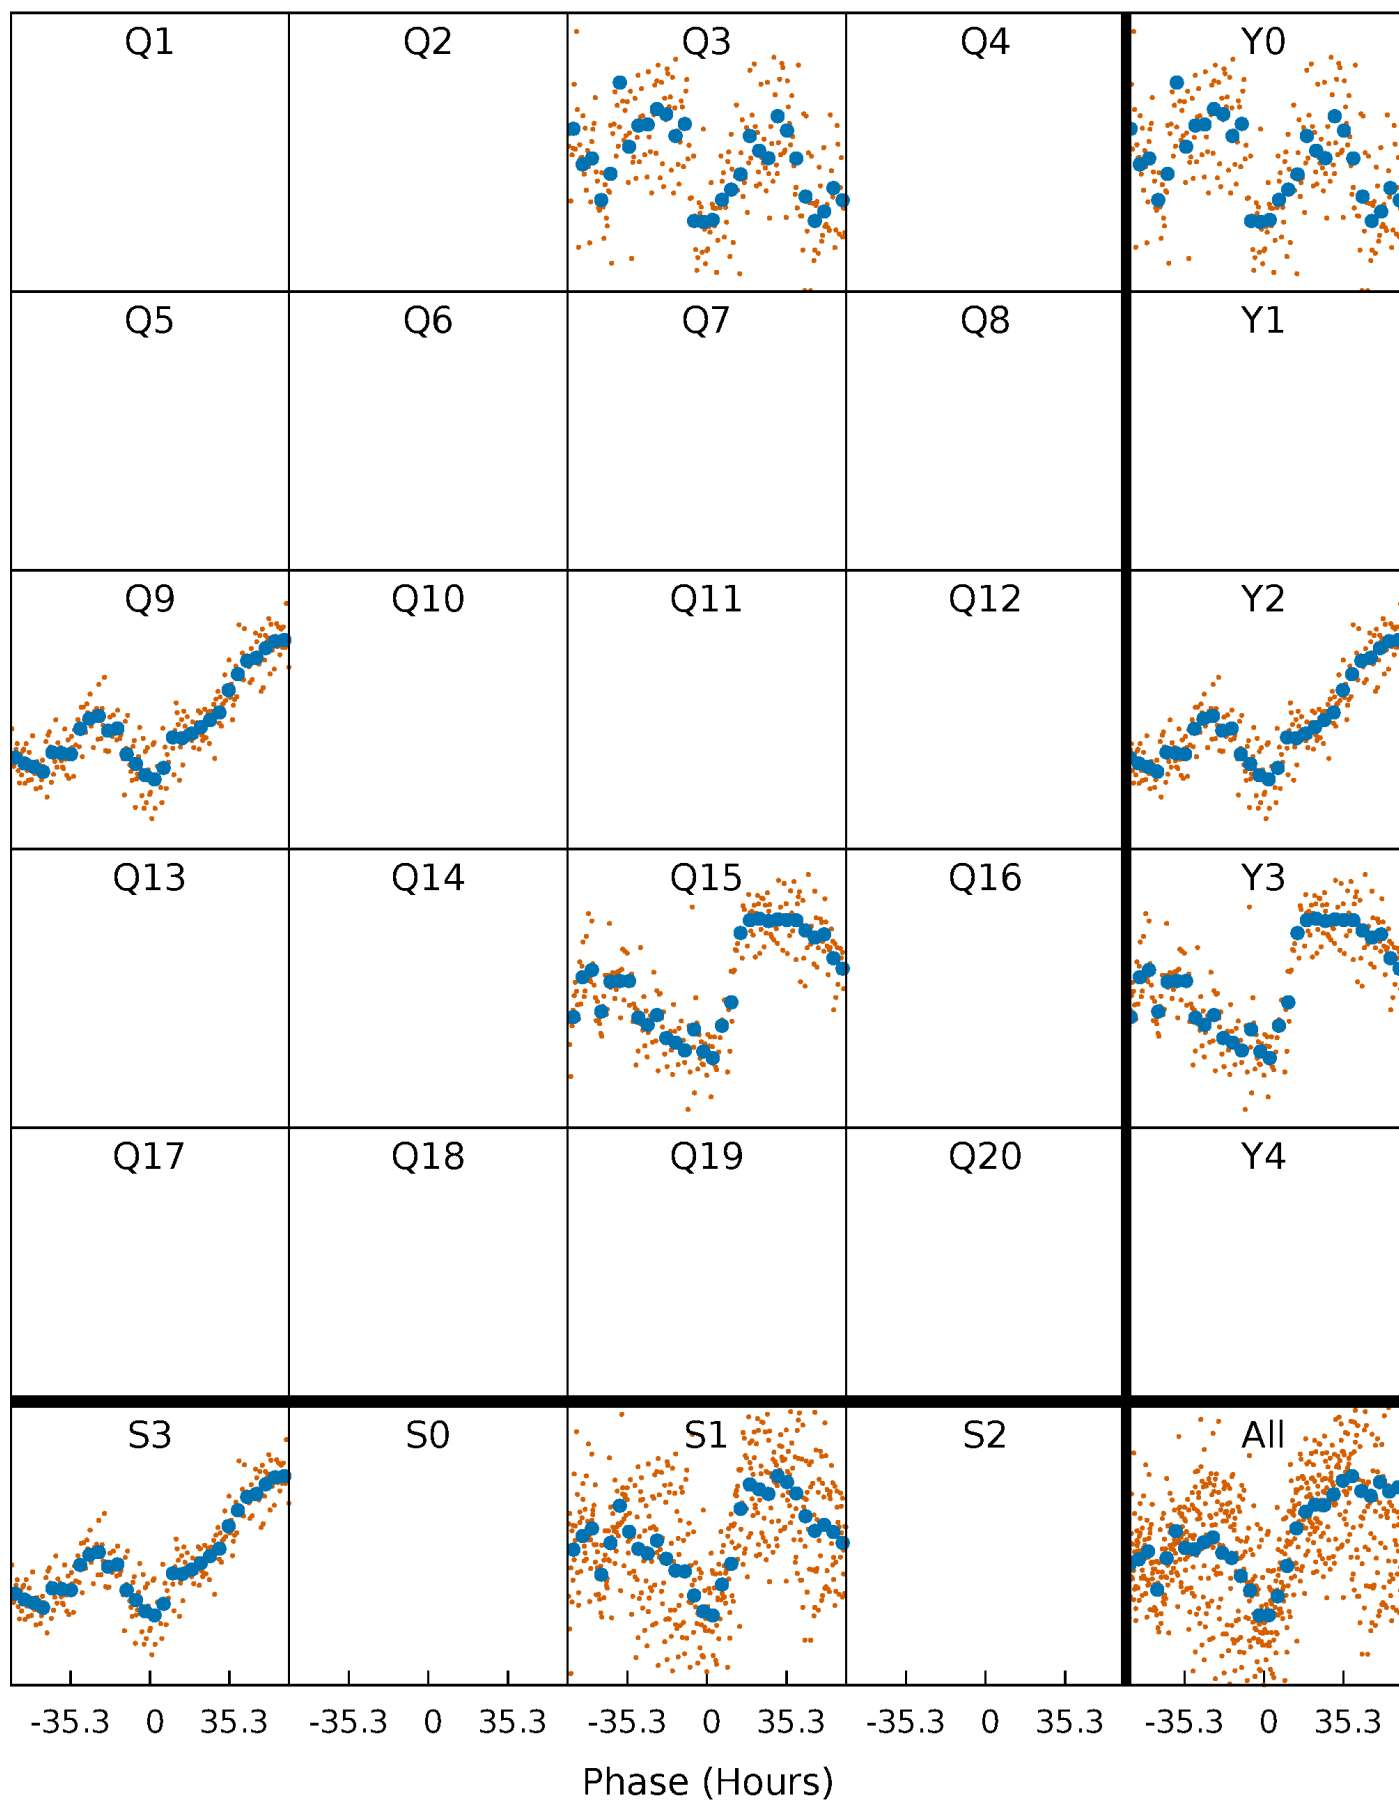 Q1 Q2 Q3 Q4 Y0
Q5 Q6 Q7 Q8 Y1
Q9 Q10 Q11 Q12 Y2
Q13 Q14 Q15 Q16 Y3
Q17 Q18 Q19 Q20 Y4
S3 S0 S1 S2 All
-35.3 0 35.3 -35.3 0 35.3 -35.3 0 35.3 -35.3 0 35.3 -35.3 0 35.3
Phase (Hours)